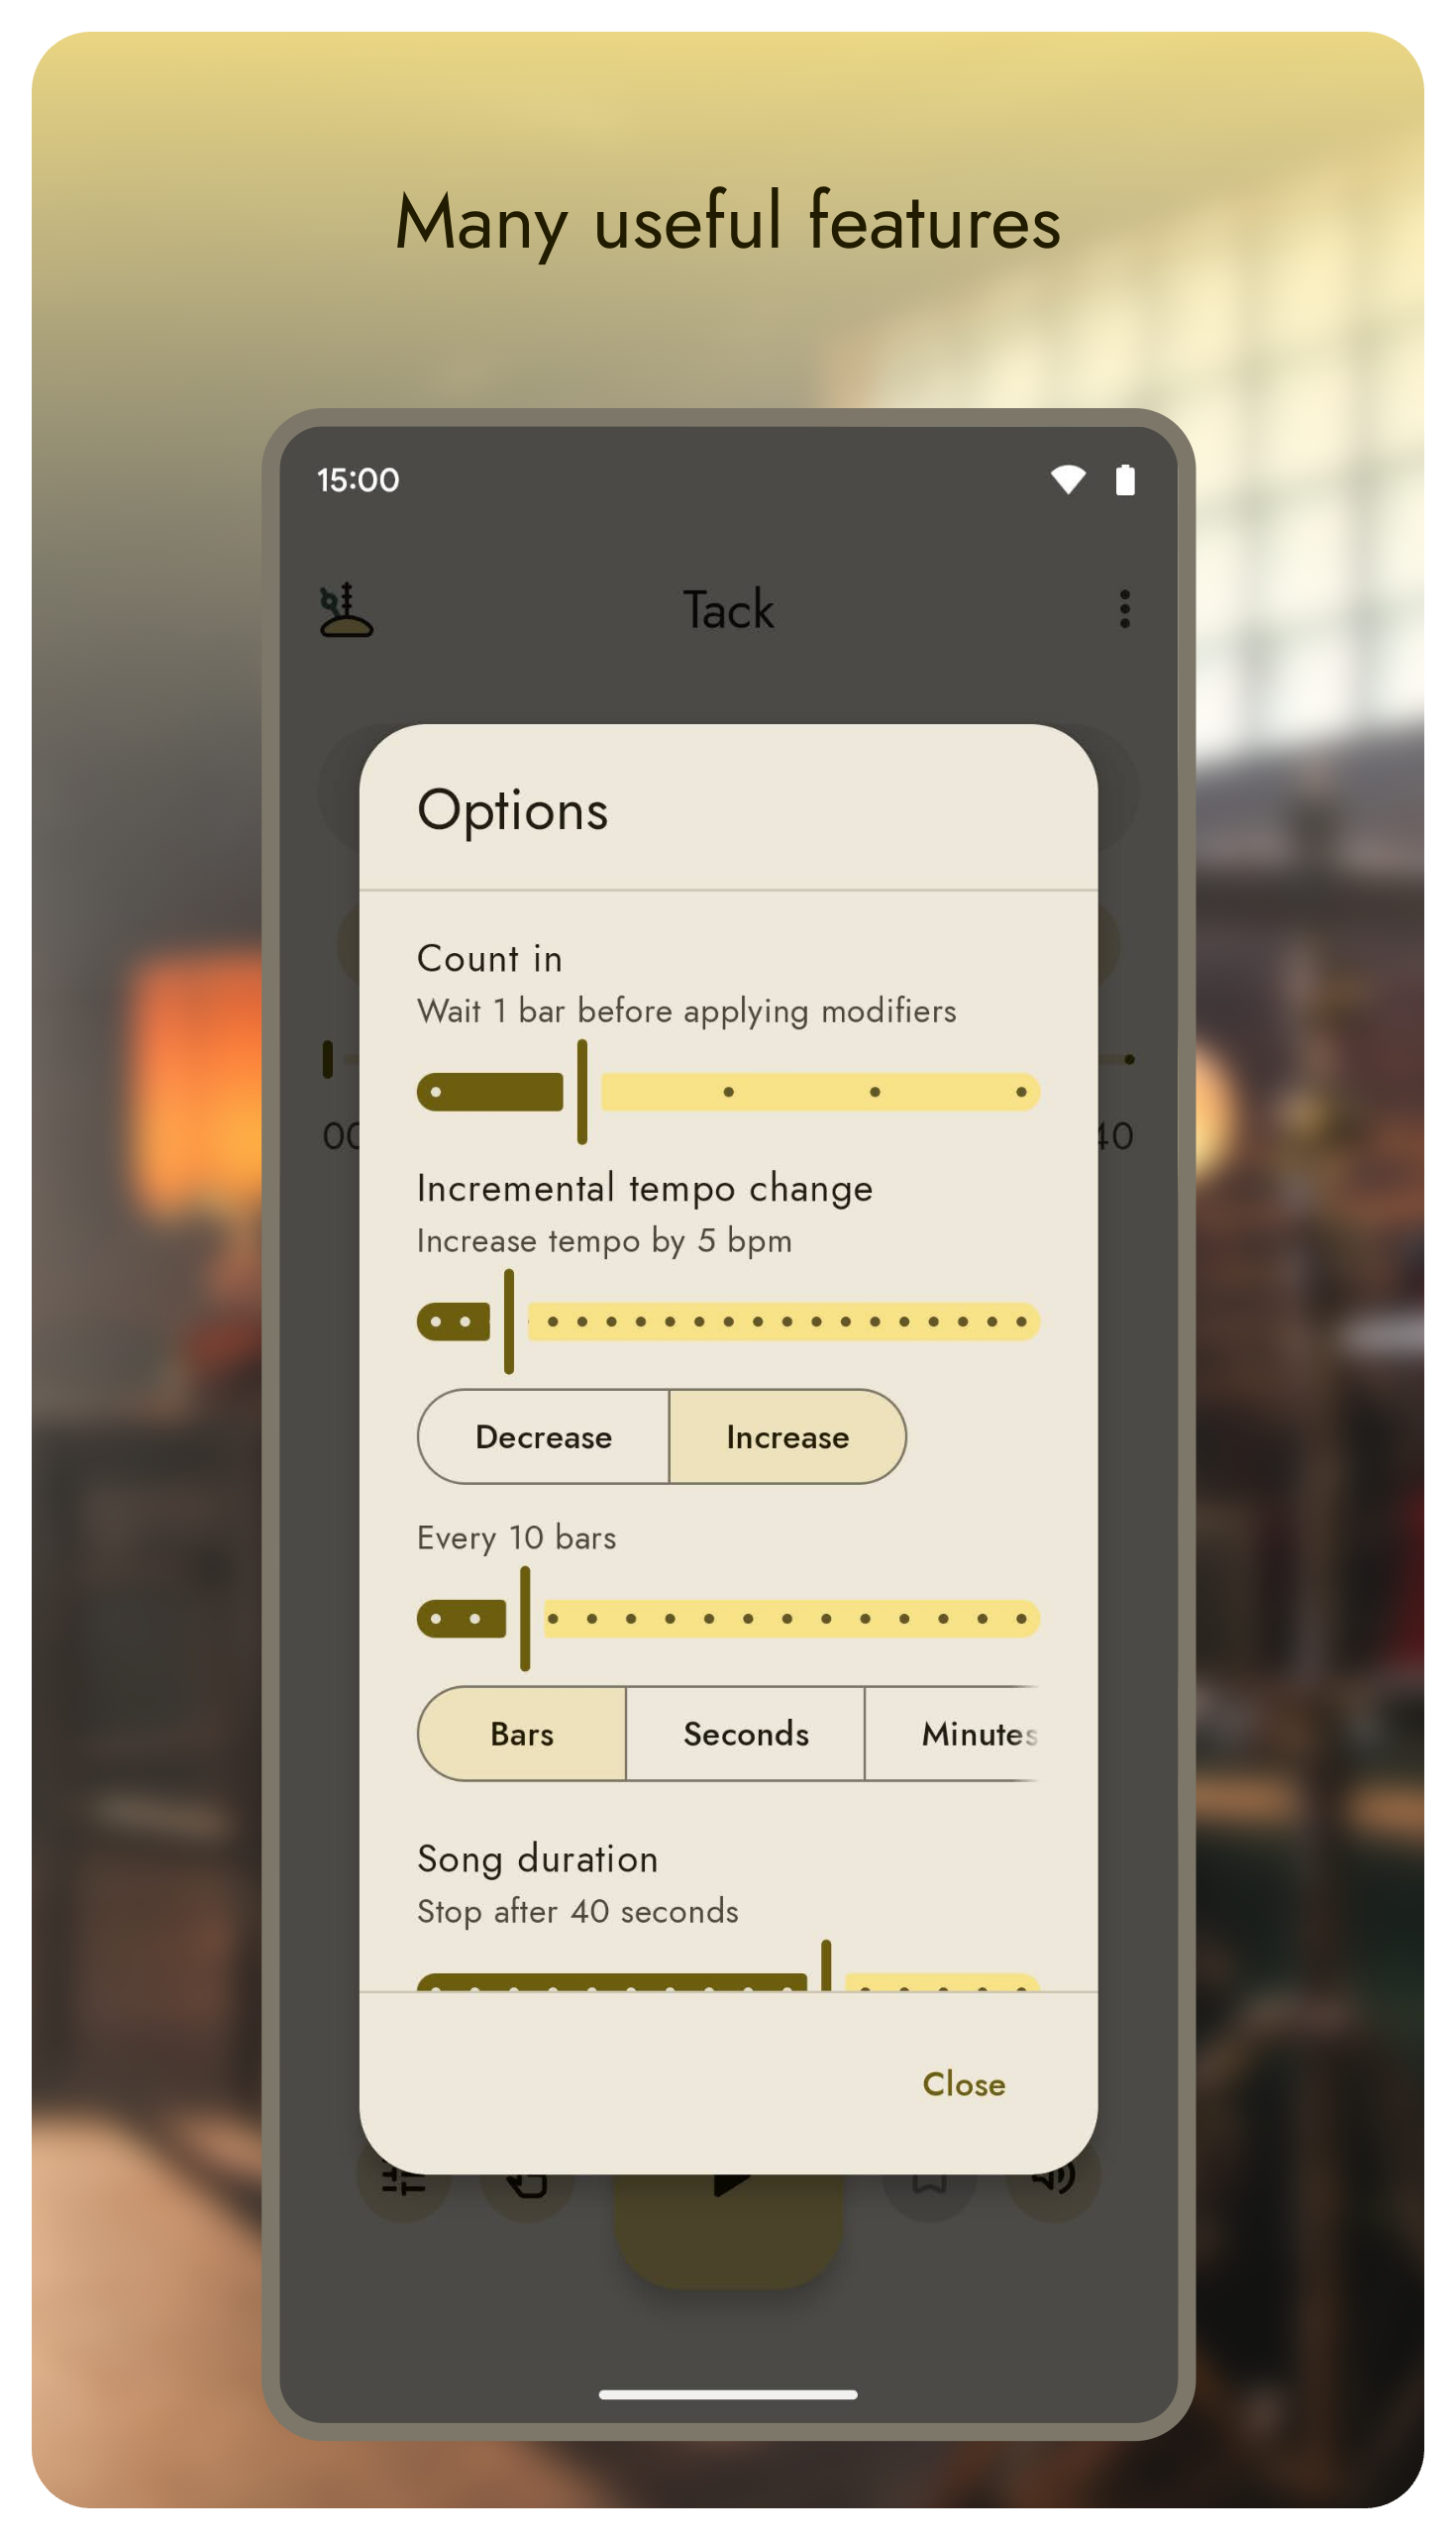 Many useful features
15:00
Tack
Options
Count in
Wait 1 bar before applying modifiers
00
40
Incremental tempo change
Increase tempo by 5 bpm
Decrease
Increase
Every 10 bars
Bars
Seconds
Minutes
Song duration
Stop after 40 seconds
Close